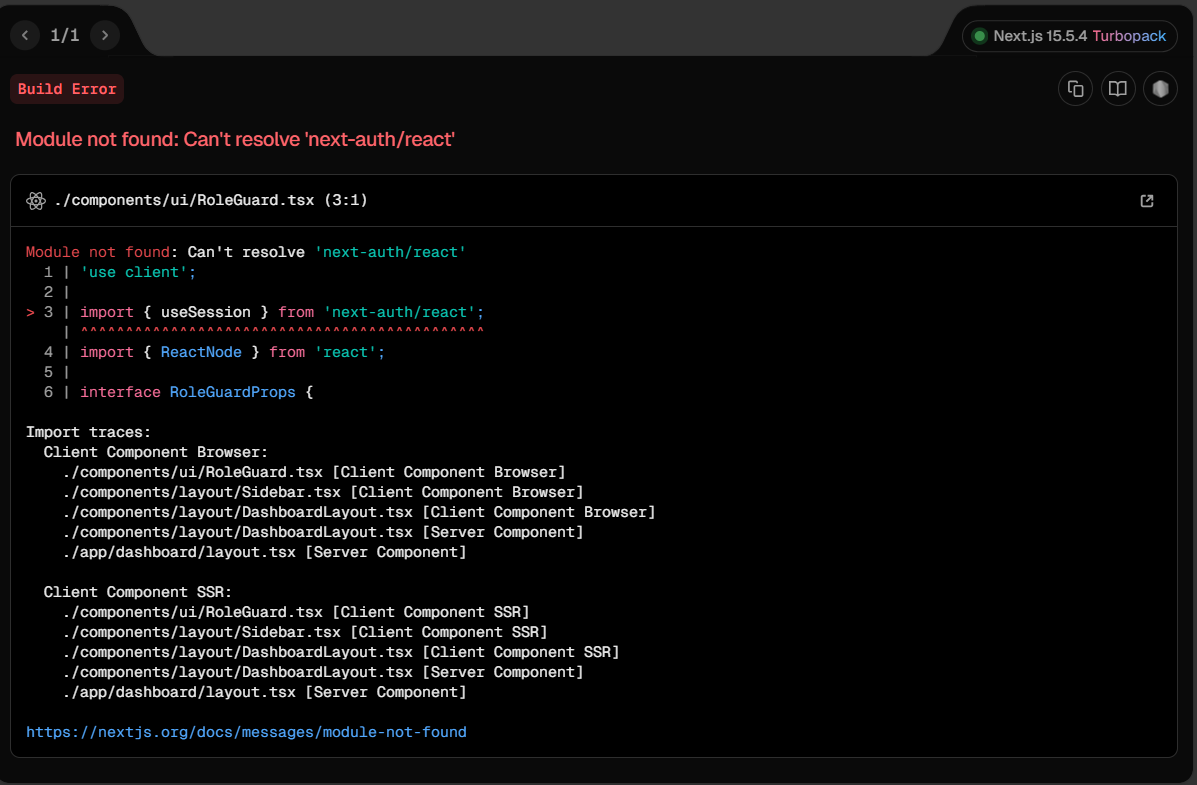 1/1
Next.js 15.5.4 Turbopack
Build Error
Module not found: Can't resolve 'next-auth/react'
./components/ui/RoleGuard.tsx (3:1)
Module not found: Can't resolve 'next-auth/react'
1 | 'use client';
2 |
> 3 | import { useSession } from 'next-auth/react';
| ^^^^^^^^^^^^^^^^^^^^^^^^^^^^^^^^^^^^^^^^^^^^^
4 | import { ReactNode } from 'react';
5 |
6 | interface RoleGuardProps {
Import traces:
Client Component Browser:
./components/ui/RoleGuard.tsx [Client Component Browser]
./components/layout/Sidebar.tsx [Client Component Browser]
./components/layout/DashboardLayout.tsx [Client Component Browser]
./components/layout/DashboardLayout.tsx [Server Component]
./app/dashboard/layout.tsx [Server Component]
Client Component SSR:
./components/ui/RoleGuard.tsx [Client Component SSR]
./components/layout/Sidebar.tsx [Client Component SSR]
./components/layout/DashboardLayout.tsx [Client Component SSR]
./components/layout/DashboardLayout.tsx [Server Component]
./app/dashboard/layout.tsx [Server Component]
https://nextjs.org/docs/messages/module-not-found